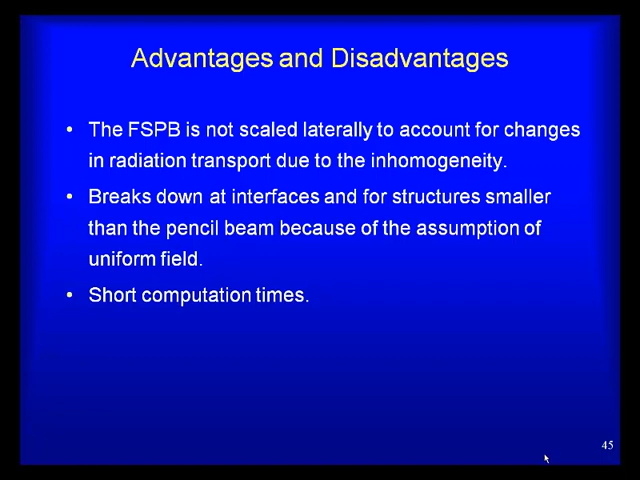 Advantages and Disadvantages
• The FSPB is not scaled laterally to account for changes
in radiation transport due to the inhomogeneity.
• Breaks down at interfaces and for structures smaller
than the pencil beam because of the assumption of
uniform field.
• Short computation times.
45